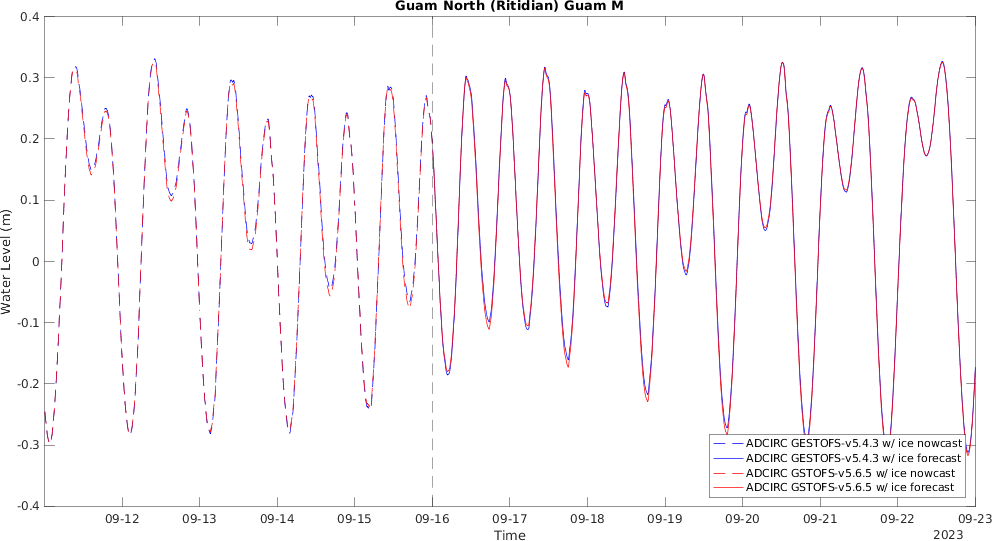 Guam North (Ritidian) Guam M
0.4
0.3
0.2
0.1
0
-0.1
-0.2
-0.3
-0.4
Water Level (m)
ADCIRC GESTOFS-v5.4.3 w/ ice nowcast
ADCIRC GESTOFS-v5.4.3 w/ ice forecast
ADCIRC GSTOFS-v5.6.5 w/ ice nowcast
ADCIRC GSTOFS-v5.6.5 w/ ice forecast
09-12 09-13 09-14 09-15 09-16 09-17 09-18 09-19 09-20 09-21 09-22 09-23
Time
2023